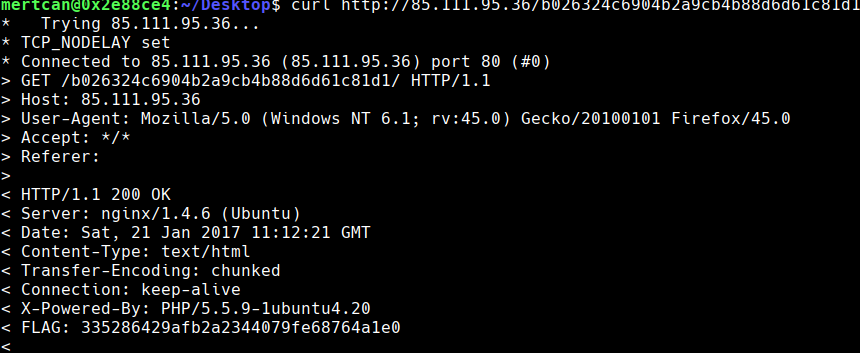 mertcan@0x2e88ce4:~/Desktop$ curl http://85.111.95.36/b026324c6904b2a9cb4b88d6d61c81d1
*   Trying 85.111.95.36...
* TCP_NODELAY set
* Connected to 85.111.95.36 (85.111.95.36) port 80 (#0)
> GET /b026324c6904b2a9cb4b88d6d61c81d1/ HTTP/1.1
> Host: 85.111.95.36
> User-Agent: Mozilla/5.0 (Windows NT 6.1; rv:45.0) Gecko/20100101 Firefox/45.0
> Accept: */*
> Referer:
>
< HTTP/1.1 200 OK
< Server: nginx/1.4.6 (Ubuntu)
< Date: Sat, 21 Jan 2017 11:12:21 GMT
< Content-Type: text/html
< Transfer-Encoding: chunked
< Connection: keep-alive
< X-Powered-By: PHP/5.5.9-1ubuntu4.20
< FLAG: 335286429afb2a2344079fe68764a1e0
<